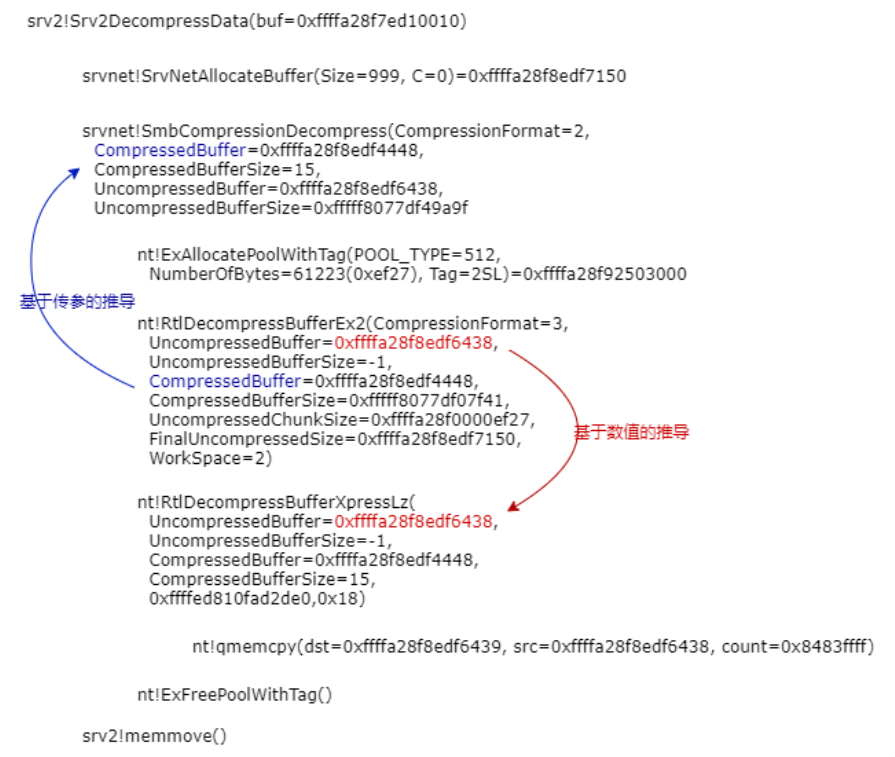 srv2!Srv2DecompressData(buf=0xffffa28f7ed10010)
srvnet!SrvNetAllocateBuffer(Size=999, C=0)=0xffffa28f8edf7150
srvnet!SmbCompressionDecompress(CompressionFormat=2,
CompressedBuffer=0xffffa28f8edf4448,
CompressedBufferSize=15,
UncompressedBuffer=0xffffa28f8edf6438,
UncompressedBufferSize=0xfffff8077df49a9f
nt!ExAllocatePoolWithTag(POOL_TYPE=512,
NumberOfBytes=61223(0xef27), Tag=2SL)=0xffffa28f92503000
基于传参的推导
nt!RtlDecompressBufferEx2(CompressionFormat=3,
UncompressedBuffer=0xffffa28f8edf6438,
UncompressedBufferSize=-1,
CompressedBuffer=0xffffa28f8edf4448,
CompressedBufferSize=0xfffff8077df07f41,
UncompressedChunkSize=0xffffa28f0000ef27,
FinalUncompressedSize=0xffffa28f8edf7150,
WorkSpace=2)
基于数值的推导
nt!RtlDecompressBufferXpressLz(
UncompressedBuffer=0xffffa28f8edf6438,
UncompressedBufferSize=-1,
CompressedBuffer=0xffffa28f8edf4448,
CompressedBufferSize=15,
0xffffed810fad2de0,0x18)
nt!qmemcpy(dst=0xffffa28f8edf6439, src=0xffffa28f8edf6438, count=0x8483ffff)
nt!ExFreePoolWithTag()
srv2!memmove()